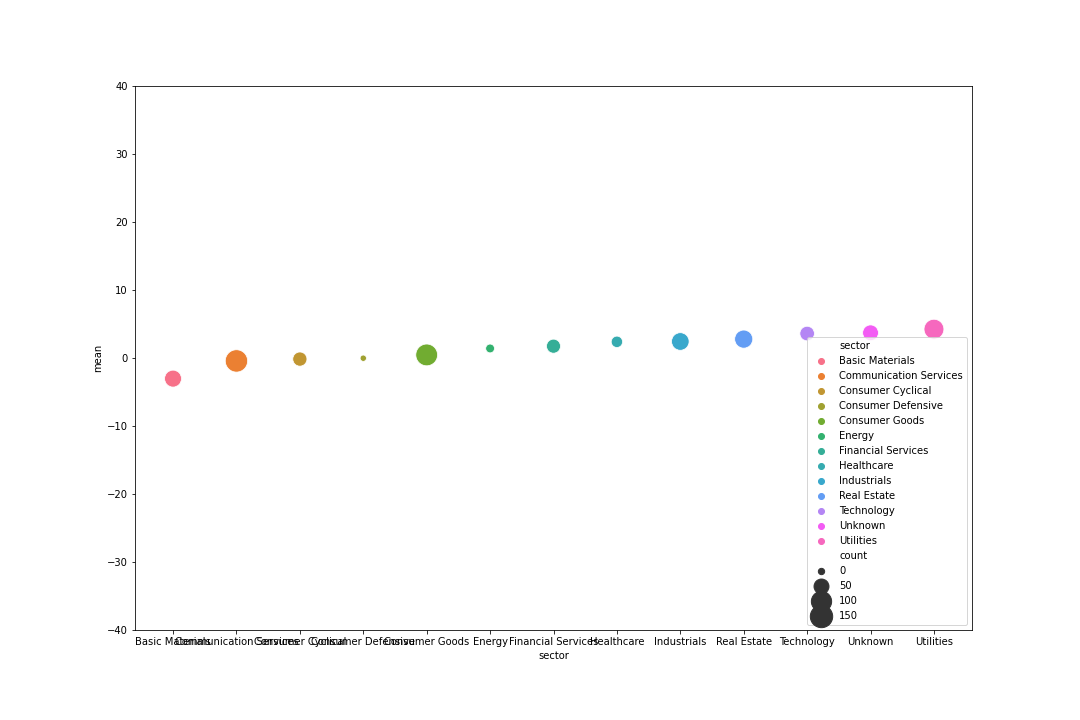 40
30
20
10
0
−10
−20
−30
−40
mean
sector
Basic Materials
Communication Services
Consumer Cyclical
Consumer Defensive
Consumer Goods
Energy
Financial Services
Healthcare
Industrials
Real Estate
Technology
Unknown
Utilities
count
0
50
100
150
Basic Materials Communication Services Consumer Cyclical Consumer Defensive Consumer Goods Energy Financial Services Healthcare Industrials Real Estate Technology Unknown Utilities
sector